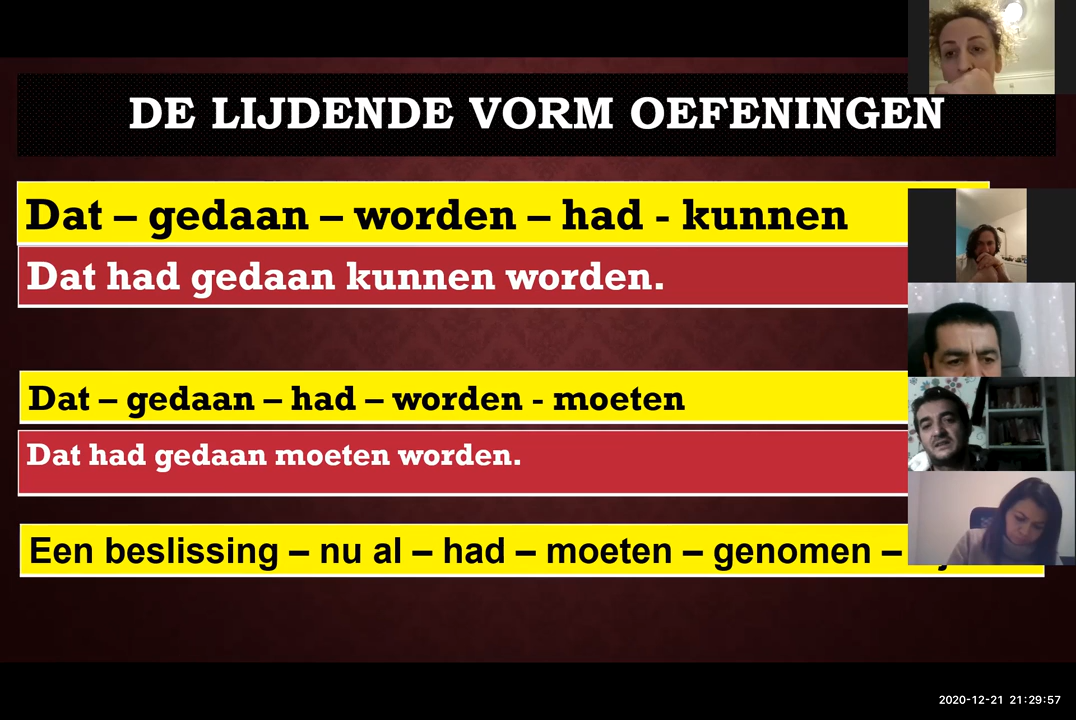 DE LIJDENDE VORM OEFENINGEN
Dat – gedaan – worden – had - kunnen
Dat had gedaan kunnen worden.
Dat – gedaan – had – worden - moeten
Dat had gedaan moeten worden.
Een beslissing – nu al – had – moeten – genomen –
2020-12-21 21:29:57